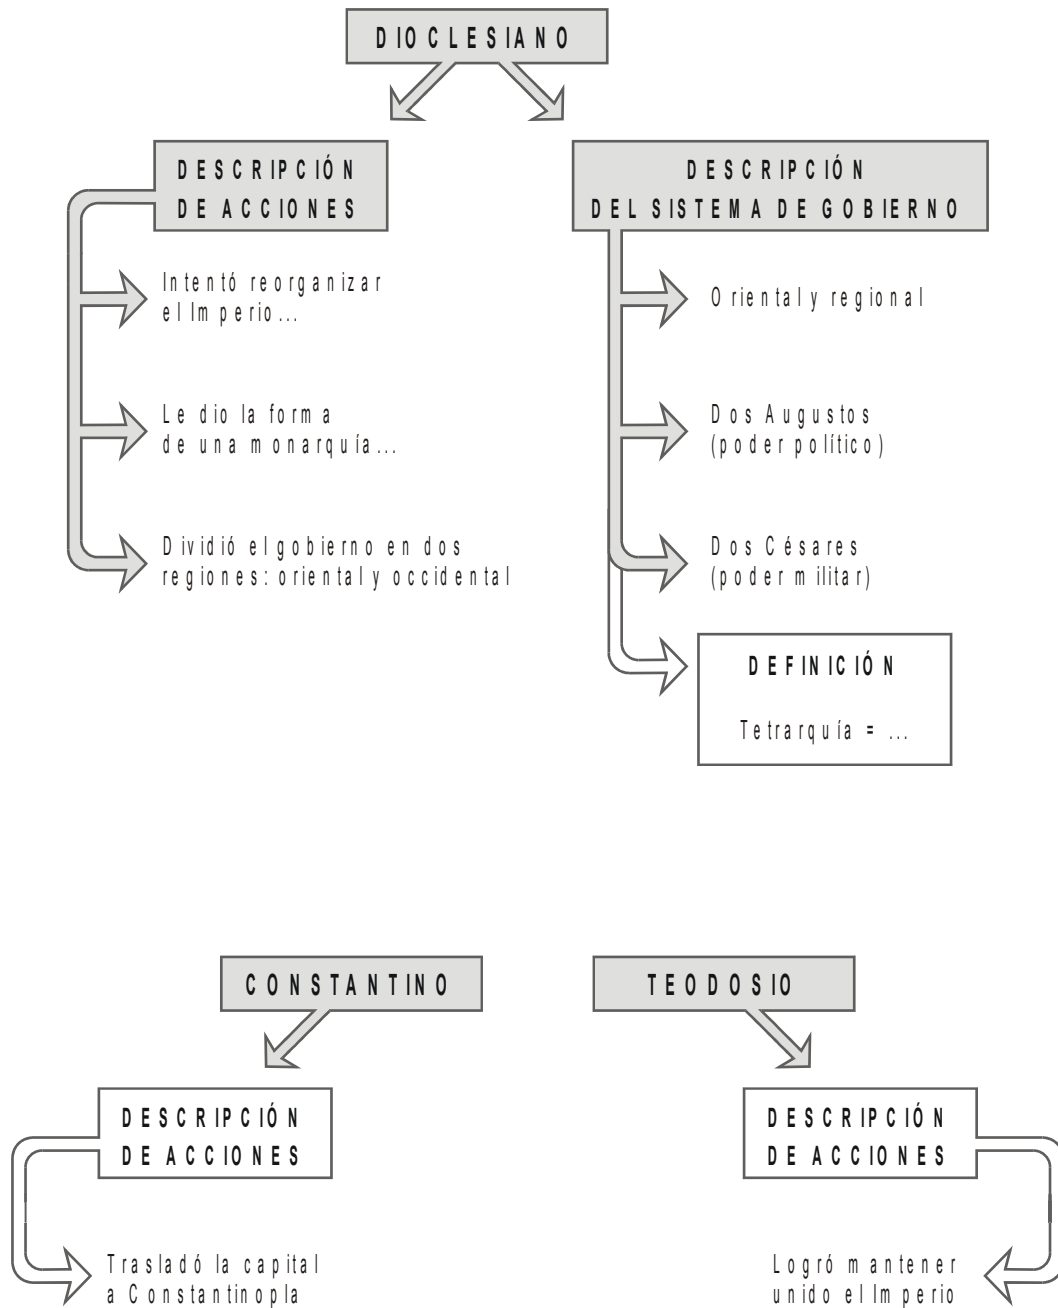 DIOCLESIANO
DESCRIPCIÓN
DE ACCIONES
Intentó reorganizar
el Imperio...
Le dio la forma
de una monarquía...
Dividió el gobierno en dos
regiones: oriental y occidental
DESCRIPCIÓN
DEL SISTEMA DE GOBIERNO
Oriental y regional
Dos Augustos
(poder político)
Dos Césares
(poder militar)
DEFINICIÓN
Tetrarquía = ...
CONSTANTINO
DESCRIPCIÓN
DE ACCIONES
Trasladó la capital
a Constantinopla
TEODOSIO
DESCRIPCIÓN
DE ACCIONES
Logró mantener
unido el Imperio